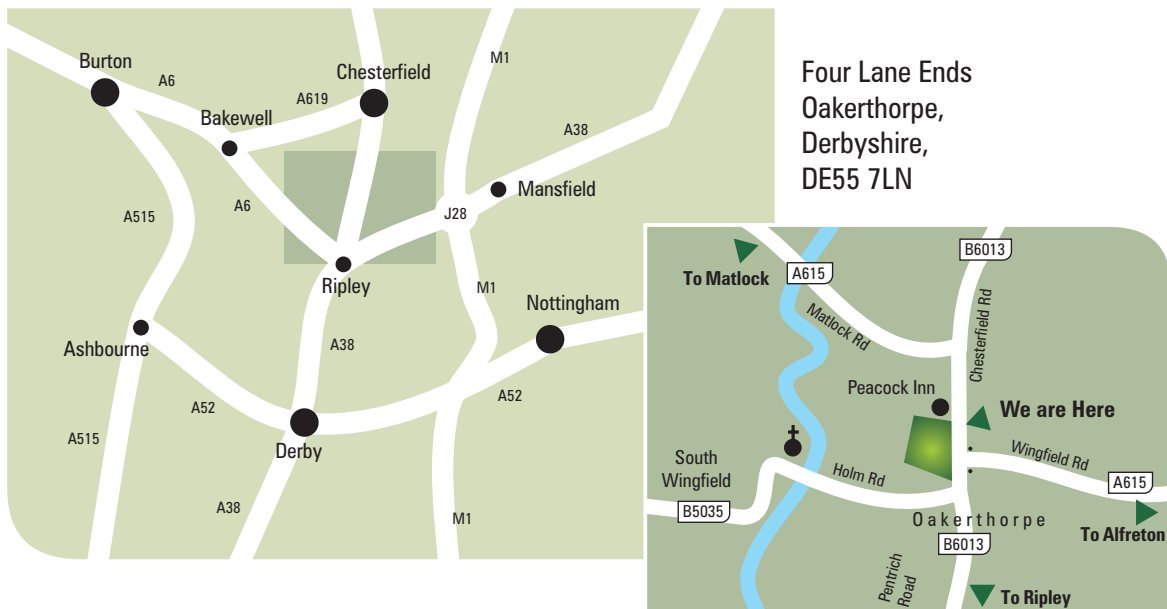 Burton
A6
Chesterfield
M1
A619
Bakewell
A38
A6
Mansfield
A515
J28
Ripley
M1
Nottingham
Ashbourne
A38
A52
A52
A515
Derby
A38
M1
Four Lane Ends
Oakerthorpe,
Derbyshire,
DE55 7LN
B6013
To Matlock
A615
Matlock Rd
Chesterfield Rd
Peacock Inn
We are Here
Wingfield Rd
South
Wingfield
Holm Rd
A615
B5035
Oakerthorpe
To Alfreton
B6013
Pentrich
Road
To Ripley